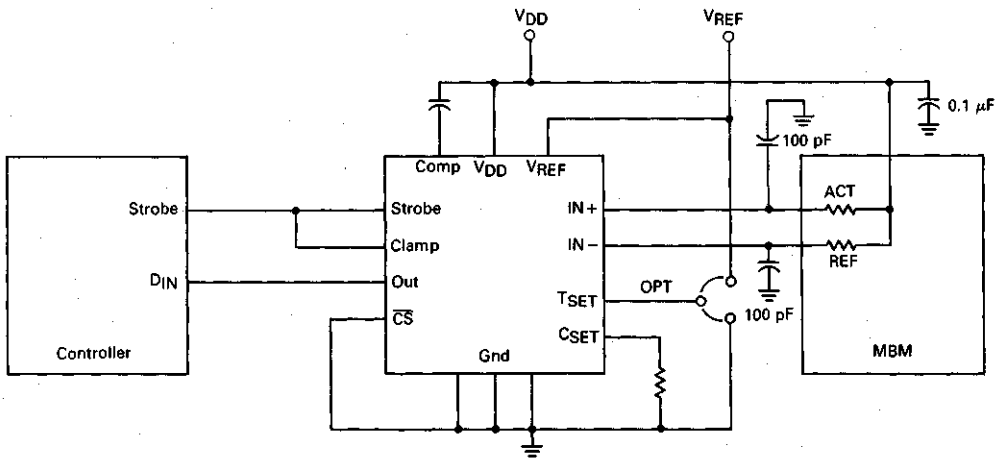 VDD
VREF
0.1 μF
100 pF
Comp
VDD
VREF
Strobe
Strobe
Clamp
DIN
Out
CS
IN+
IN−
TSET
CSET
Gnd
Controller
ACT
REF
OPT
100 pF
MBM